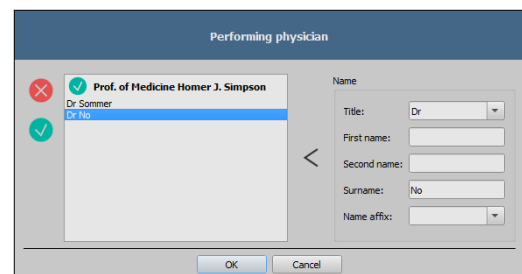 Performing physician
Prof. of Medicine Homer J. Simpson
Dr Sommer
Dr No
<
Name
Title: Dr
First name:
Second name:
Surname: No
Name affix:
OK Cancel